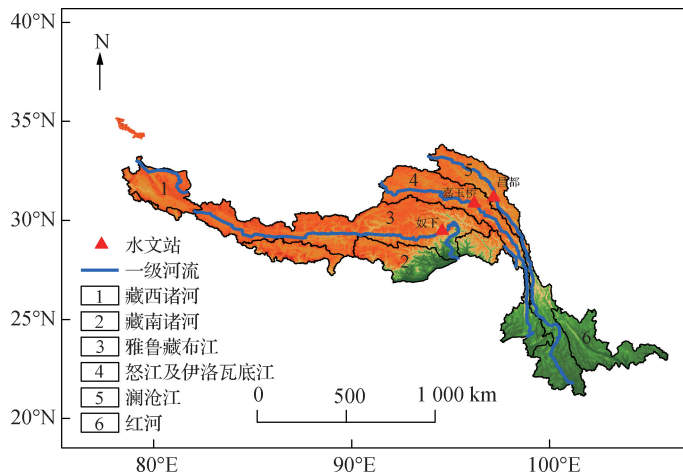 40°N
N
35°N
5
昌都
4
嘉玉桥
1
30°N
3
奴下
2
水文站
一级河流
1 藏西诸河
2 藏南诸河
25°N
3 雅鲁藏布江
6
4 怒江及伊洛瓦底江
0 500 1 000 km
5 澜沧江
20°N
6 红河
80°E 90°E 100°E